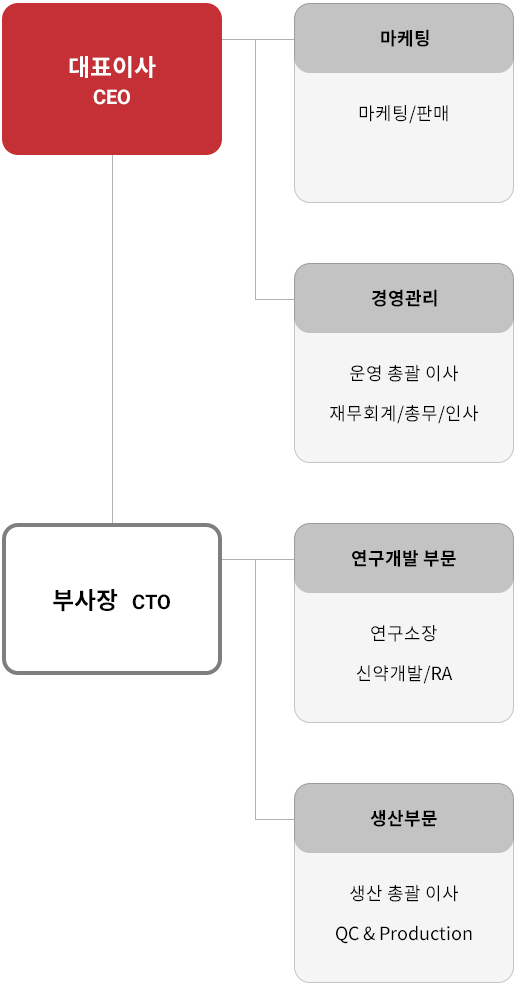 대표이사
CEO
마케팅
마케팅/판매
경영관리
운영 총괄 이사
재무회계/총무/인사
부사장 CTO
연구개발 부문
연구소장
신약개발/RA
생산부문
생산 총괄 이사
QC & Production